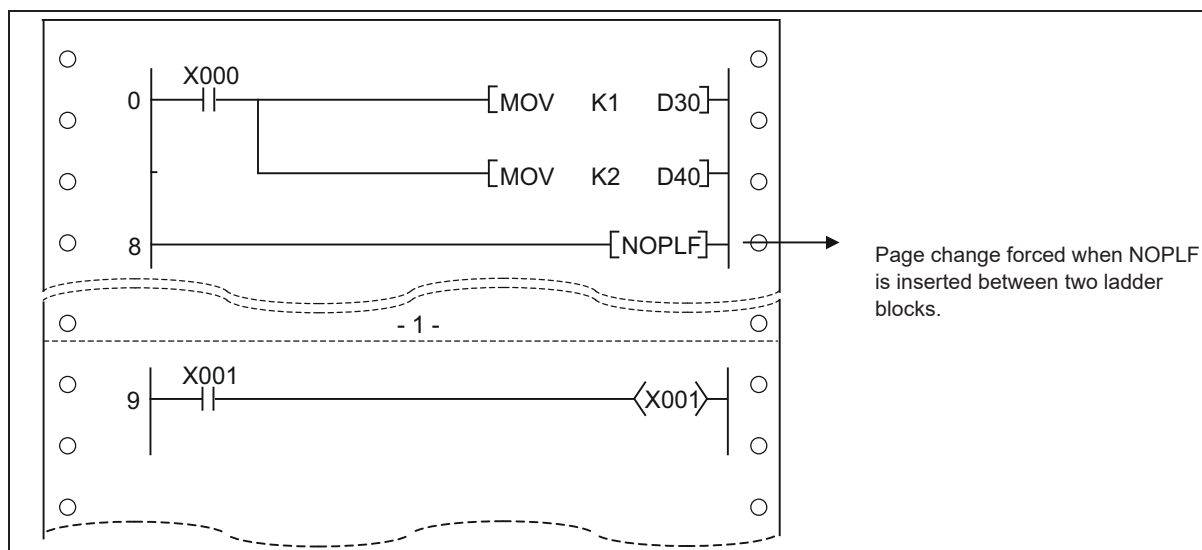 X000
0 [MOV K1 D30]
[MOV K2 D40]
8 [NOPLF]
Page change forced when NOPLF
is inserted between two ladder
blocks.
- 1 -
X001
9 <X001>